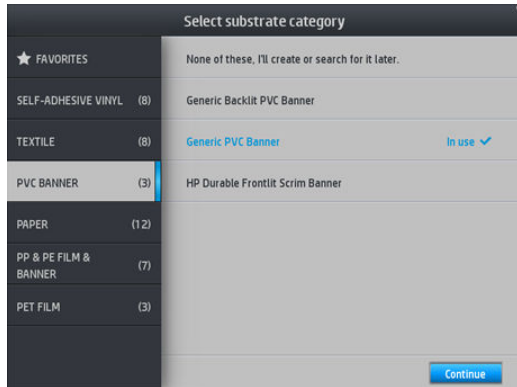 Select substrate category
FAVORITES
None of these, I'll create or search for it later.
SELF-ADHESIVE VINYL (8)
Generic Backlit PVC Banner
TEXTILE (8)
Generic PVC Banner In use
PVC BANNER (3)
HP Durable Frontlit Scrim Banner
PAPER (12)
PP & PE FILM &
BANNER (7)
PET FILM (3)
Continue